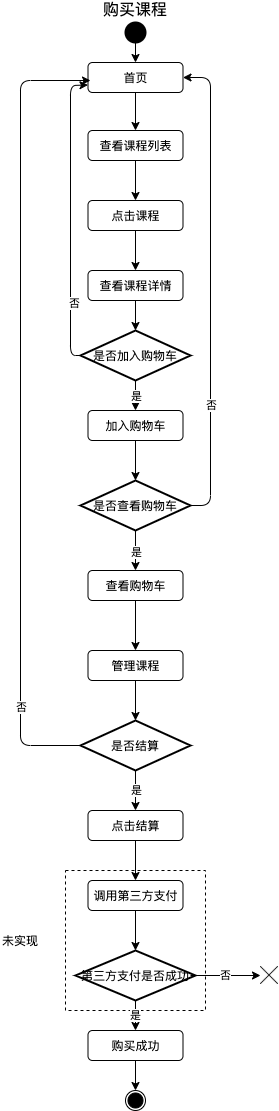 购买课程
首页
查看课程列表
点击课程
查看课程详情
否
是否加入购物车
是
加入购物车
否
是否查看购物车
是
查看购物车
管理课程
否
是否结算
是
点击结算
调用第三方支付
未实现
第三方支付是否成功
否
是
购买成功